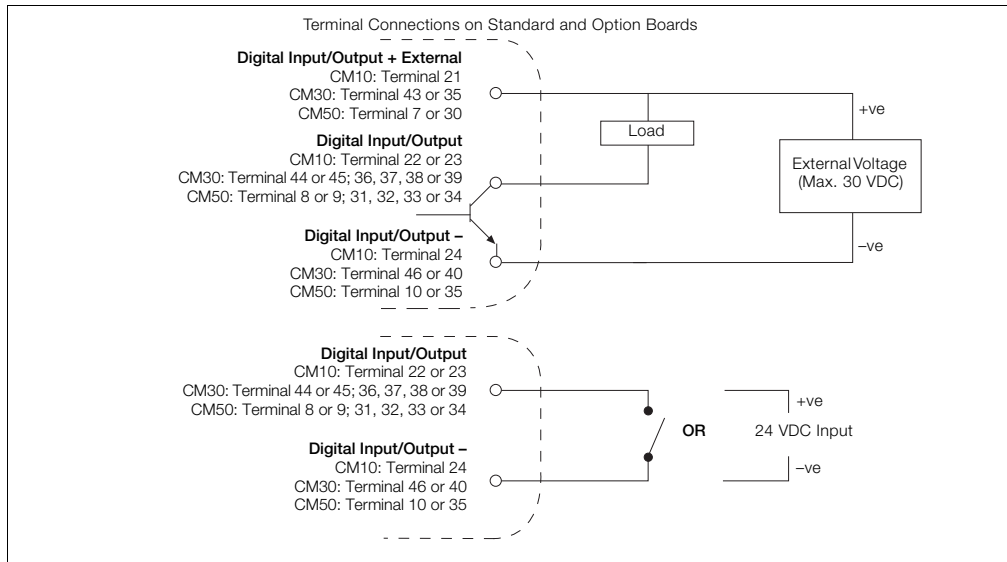 Terminal Connections on Standard and Option Boards
Digital Input/Output + External
CM10: Terminal 21
CM30: Terminal 43 or 35
CM50: Terminal 7 or 30
Digital Input/Output
CM10: Terminal 22 or 23
CM30: Terminal 44 or 45; 36, 37, 38 or 39
CM50: Terminal 8 or 9; 31, 32, 33 or 34
Digital Input/Output –
CM10: Terminal 24
CM30: Terminal 46 or 40
CM50: Terminal 10 or 35
Load
+ve
External Voltage
(Max. 30 VDC)
–ve
Digital Input/Output
CM10: Terminal 22 or 23
CM30: Terminal 44 or 45; 36, 37, 38 or 39
CM50: Terminal 8 or 9; 31, 32, 33 or 34
Digital Input/Output –
CM10: Terminal 24
CM30: Terminal 46 or 40
CM50: Terminal 10 or 35
OR
+ve
24 VDC Input
–ve